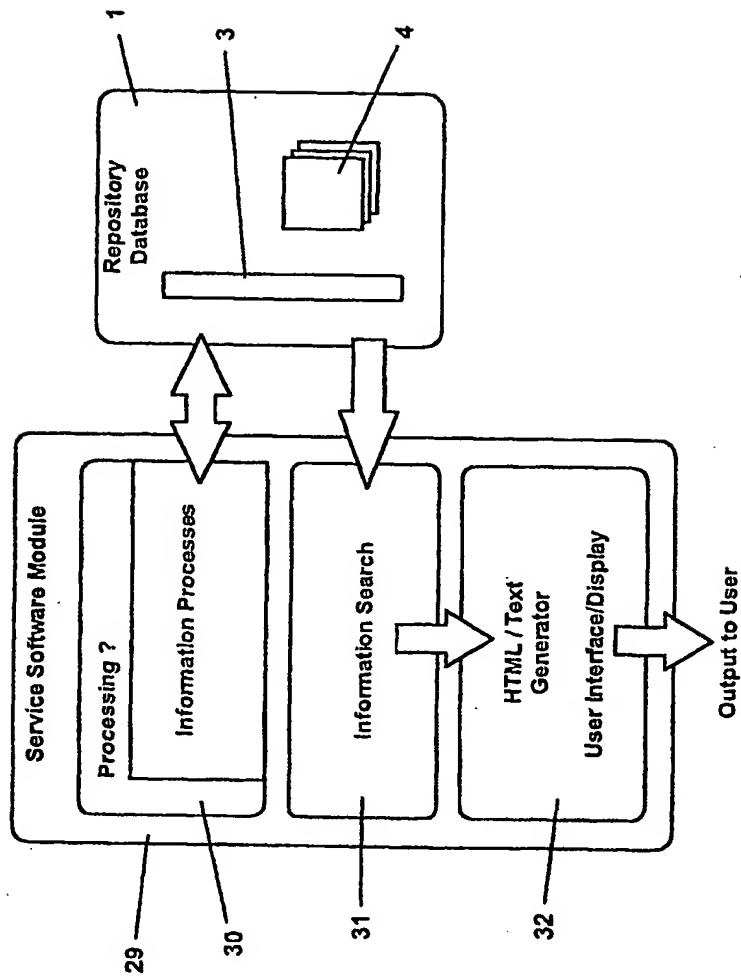 Service Software Module
Processing ?
Information Processes
Information Search
HTML / Text
Generator
User Interface/Display
Output to User
Repository
Database
29
30
31
32
1
3
4